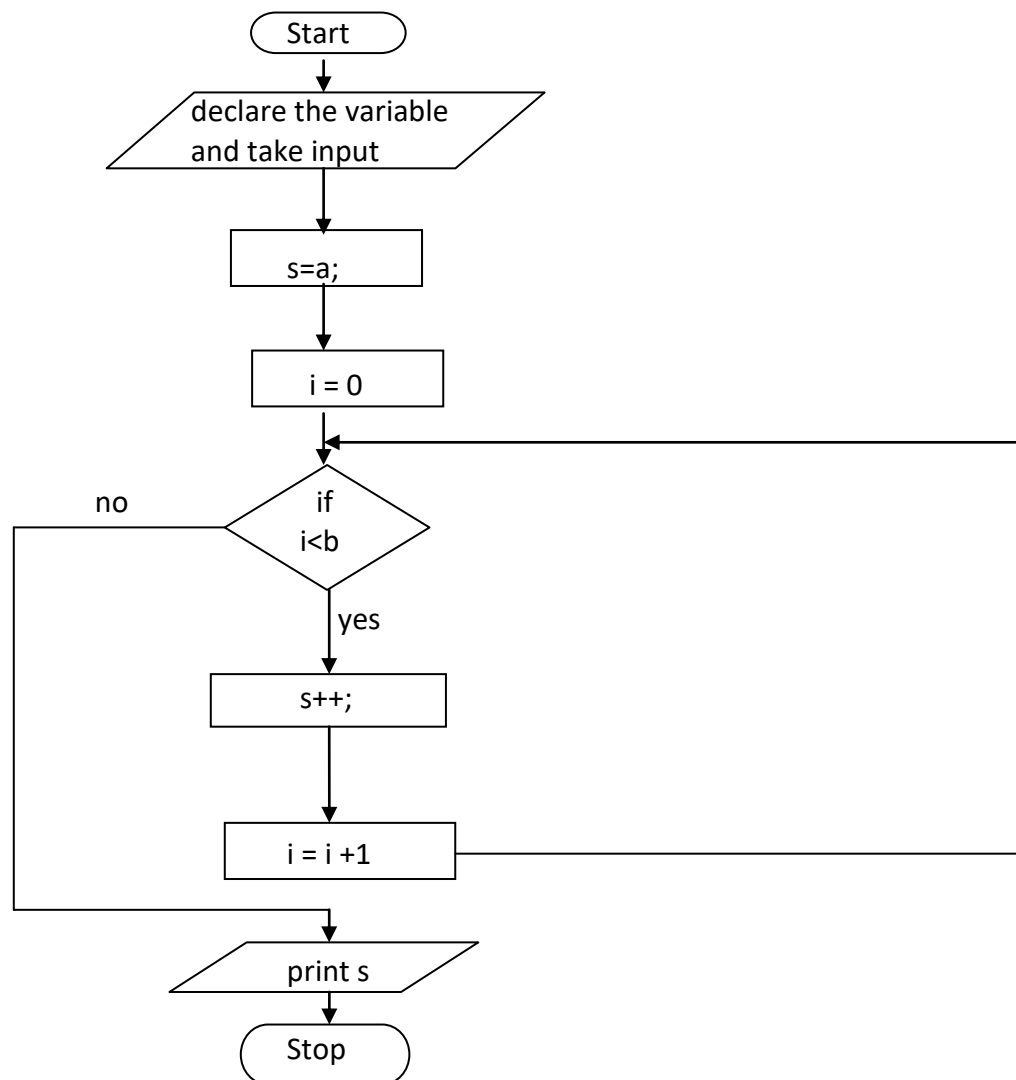 Start
declare the variable
and take input
s=a;
i = 0
if
i<b
no
yes
s++;
i = i +1
print s
Stop